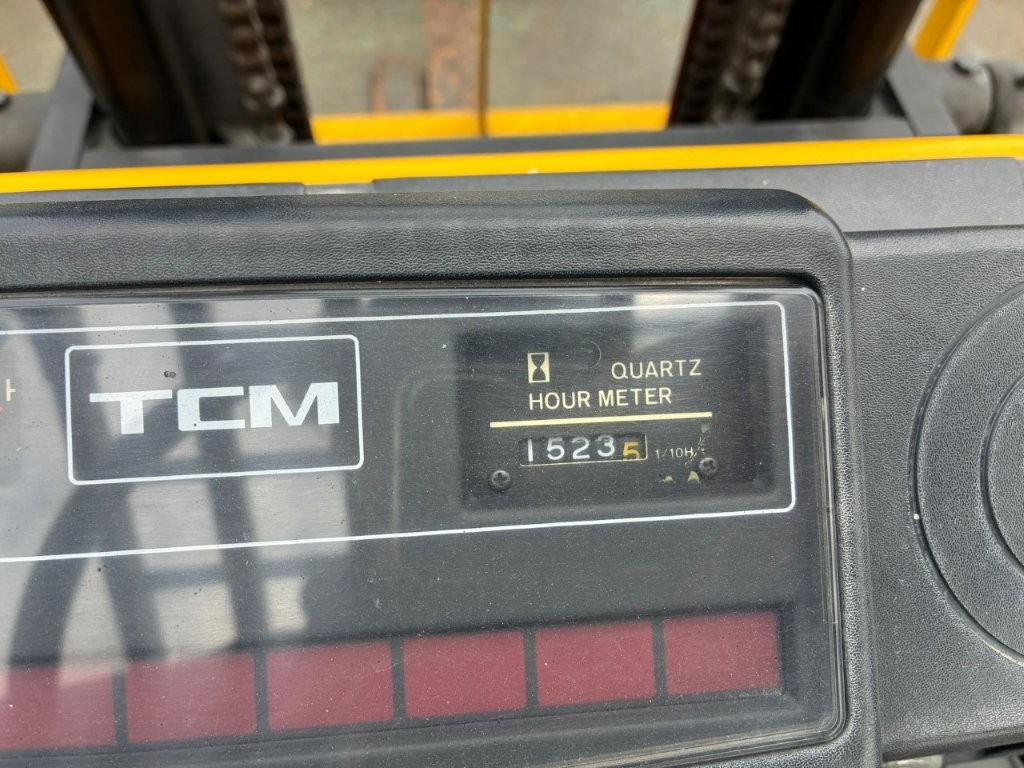 TCM
QUARTZ
HOUR METER
15235 1/10H